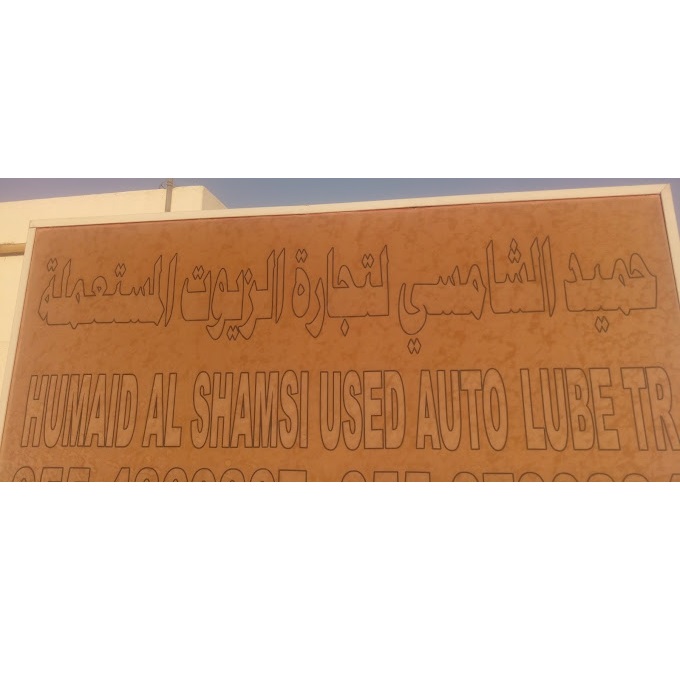 حميد الشامسي لتجارة الزيوت المستعملة
HUMAID AL SHAMSI USED AUTO LUBE TR